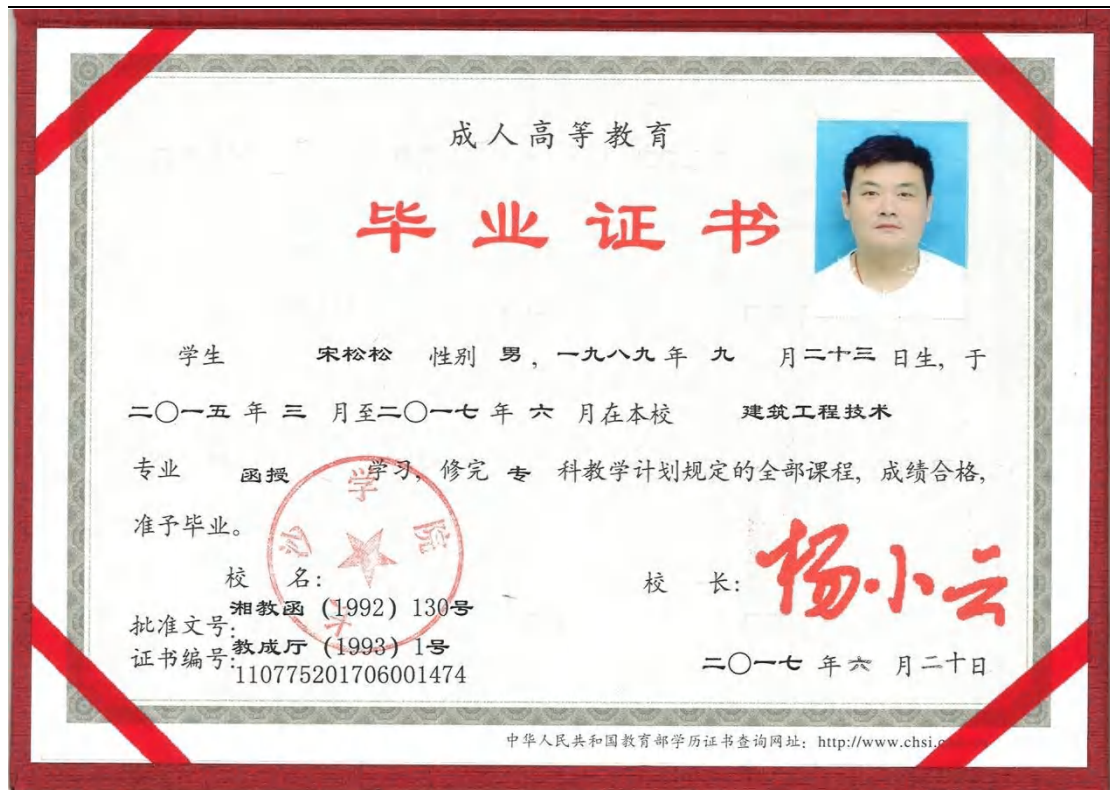 成人高等教育
毕业证书
学生 宋松松 性别 男，一九八九年 九 月二十三 日生，于
二〇一五 年 三 月至二〇一七 年 六 月在本校 建筑工程技术
专业 函授 学习，修完 专 科教学计划规定的全部课程，成绩合格，
准予毕业。
长沙学院
校 名：
校 长：杨小云
湘教函（1992）130号
批准文号：
教成厅（1993）1号
证书编号：
110775201706001474
二〇一七 年 六 月二十日
中华人民共和国教育部学历证书查询网址：http://www.chsi.